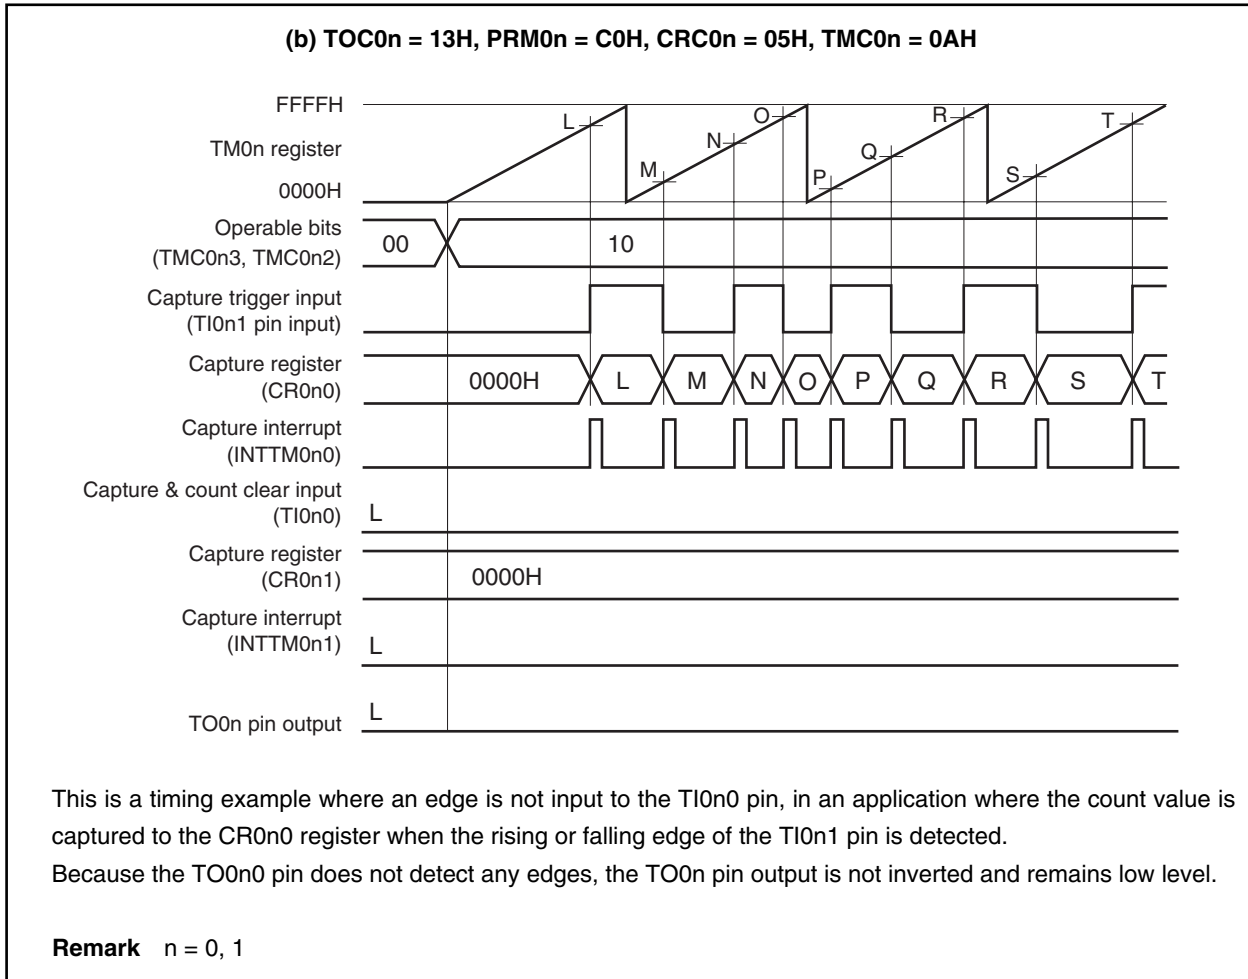 (b) TOC0n = 13H, PRM0n = C0H, CRC0n = 05H, TMC0n = 0AH
FFFFH
TM0n register
0000H
L M N O P Q R S T
Operable bits
(TMC0n3, TMC0n2)
00 10
Capture trigger input
(TI0n1 pin input)
Capture register
(CR0n0)
0000H L M N O P Q R S T
Capture interrupt
(INTTM0n0)
Capture & count clear input
(TI0n0)
L
Capture register
(CR0n1)
0000H
Capture interrupt
(INTTM0n1)
L
TO0n pin output
L
This is a timing example where an edge is not input to the TI0n0 pin, in an application where the count value is
captured to the CR0n0 register when the rising or falling edge of the TI0n1 pin is detected.
Because the TO0n0 pin does not detect any edges, the TO0n pin output is not inverted and remains low level.
Remark n = 0, 1